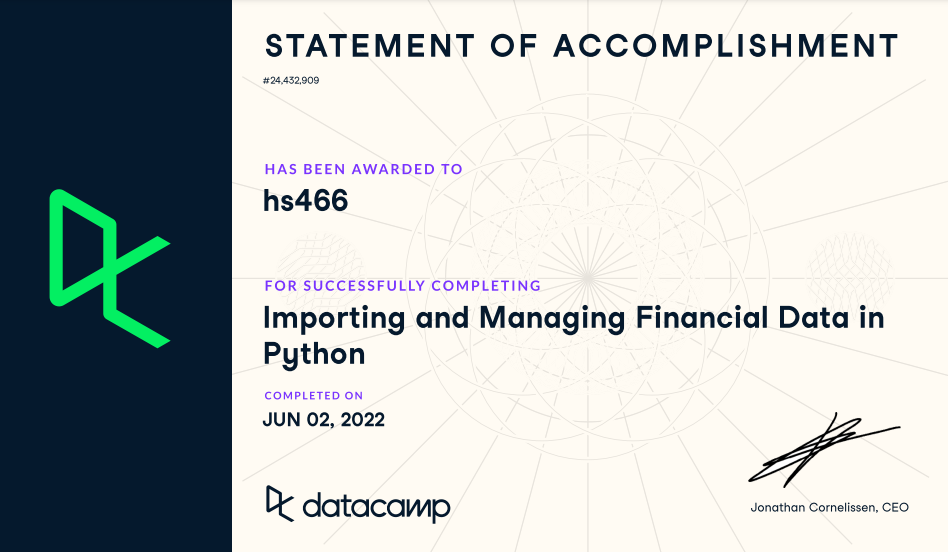 STATEMENT OF ACCOMPLISHMENT
#24,432,909
HAS BEEN AWARDED TO
hs466
FOR SUCCESSFULLY COMPLETING
Importing and Managing Financial Data in
Python
COMPLETED ON
JUN 02, 2022
datacamp
Jonathan Cornelissen, CEO